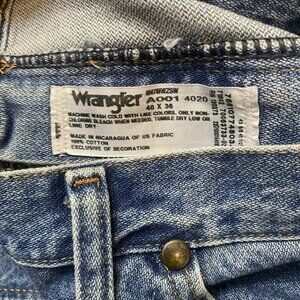 Wrangler A001 4020
40 X 36
MACHINE WASH COLD WITH LIKE COLORS, ONLY NON-
CHLORINE BLEACH WHEN NEEDED, TUMBLE DRY LOW OR
LINE DRY
MADE IN NICARAGUA OF US FABRIC
100% COTTON
EXCLUSIVE OF DECORATION